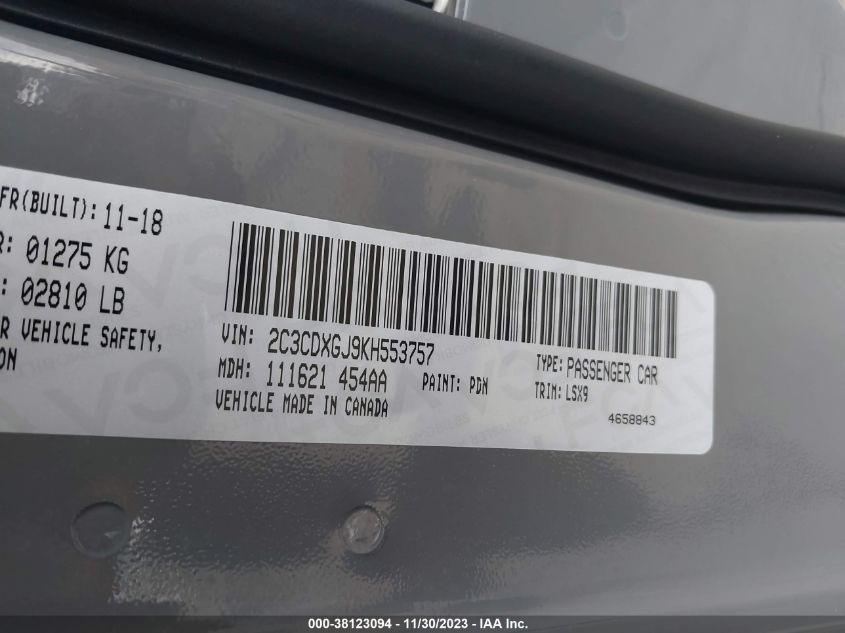 FR(BUILT): 11-18
R: 01275 KG
: 02810 LB
R VEHICLE SAFETY,
ON
VIN: 2C3CDXGJ9KH553757
MDH: 111621 454AA
PAINT: PDN
VEHICLE MADE IN CANADA
TYPE: PASSENGER CAR
TRIM: LSX9
4658843
000-38123094 - 11/30/2023 - IAA Inc.